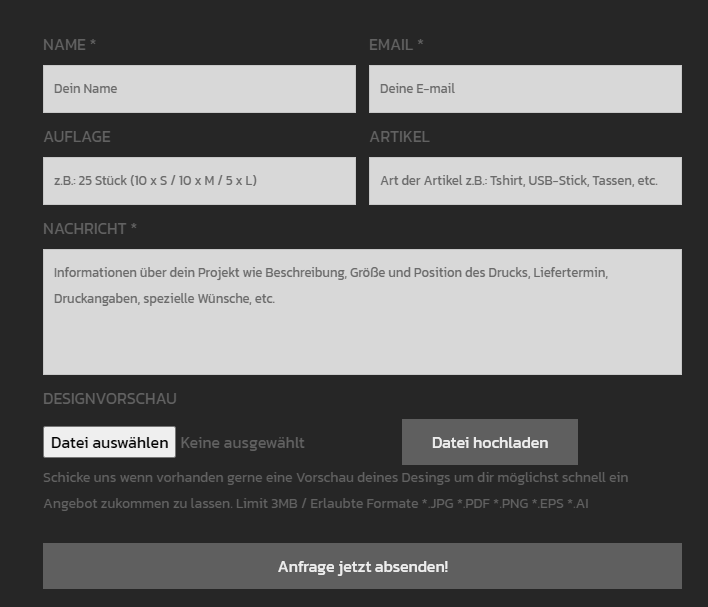 NAME * EMAIL *
Dein Name Deine E-mail
AUFLAGE ARTIKEL
z.B.: 25 Stück (10 x S / 10 x M / 5 x L) Art der Artikel z.B.: Tshirt, USB-Stick, Tassen, etc.
NACHRICHT *
Informationen über dein Projekt wie Beschreibung, Größe und Position des Drucks, Liefertermin,
Druckangaben, spezielle Wünsche, etc.
DESIGNVORSCHAU
Datei auswählen Keine ausgewählt Datei hochladen
Schicke uns wenn vorhanden gerne eine Vorschau deines Desings um dir möglichst schnell ein
Angebot zukommen zu lassen. Limit 3MB / Erlaubte Formate *.JPG *.PDF *.PNG *.EPS *.AI
Anfrage jetzt absenden!